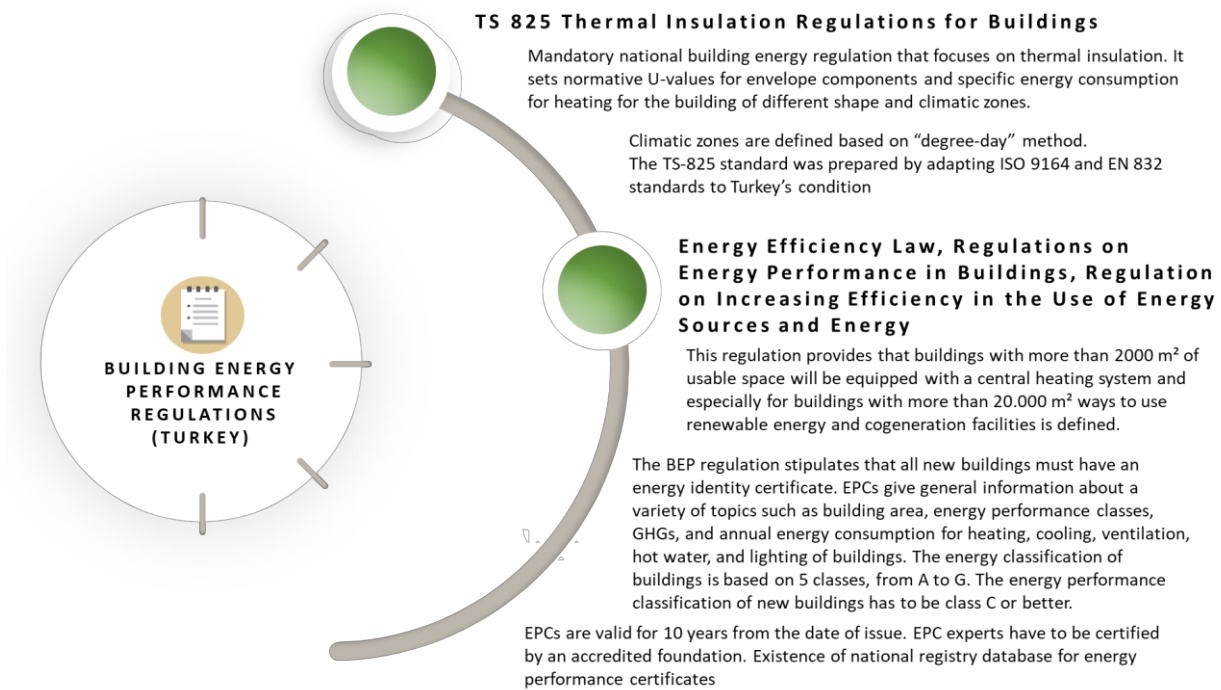 TS 825 Thermal Insulation Regulations for Buildings
Mandatory national building energy regulation that focuses on thermal insulation. It
sets normative U-values for envelope components and specific energy consumption
for heating for the building of different shape and climatic zones.
Climatic zones are defined based on “degree-day” method.
The TS-825 standard was prepared by adapting ISO 9164 and EN 832
standards to Turkey’s condition
BUILDING ENERGY
PERFORMANCE
REGULATIONS
(TURKEY)
Energy Efficiency Law, Regulations on
Energy Performance in Buildings, Regulation
on Increasing Efficiency in the Use of Energy
Sources and Energy
This regulation provides that buildings with more than 2000 m² of
usable space will be equipped with a central heating system and
especially for buildings with more than 20.000 m² ways to use
renewable energy and cogeneration facilities is defined.
The BEP regulation stipulates that all new buildings must have an
energy identity certificate. EPCs give general information about a
variety of topics such as building area, energy performance classes,
GHGs, and annual energy consumption for heating, cooling, ventilation,
hot water, and lighting of buildings. The energy classification of
buildings is based on 5 classes, from A to G. The energy performance
classification of new buildings has to be class C or better.
EPCs are valid for 10 years from the date of issue. EPC experts have to be certified
by an accredited foundation. Existence of national registry database for energy
performance certificates